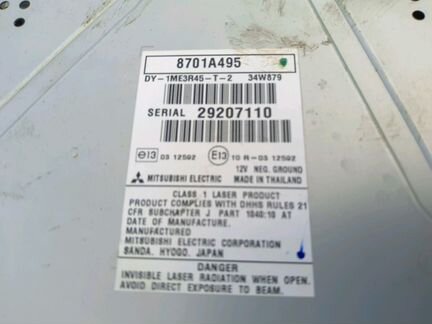 8701A495
DY-1ME3R45-T-2 34W879
SERIAL 29207110
e13 03 12592 E13 10 R-03 12592
12V NEG. GROUND
MITSUBISHI ELECTRIC MADE IN THAILAND
CLASS 1 LASER PRODUCT
PRODUCT COMPLIES WITH DHHS RULES 21
CFR SUBCHAPTER J PART 1040:10 AT
DATE OF MANUFACTURE.
MANUFACTURED
MITSUBISHI ELECTRIC CORPORATION
SANDA, HYOGO, JAPAN
DANGER
INVISIBLE LASER RADIATION WHEN OPEN.
AVOID DIRECT EXPOSURE TO BEAM.